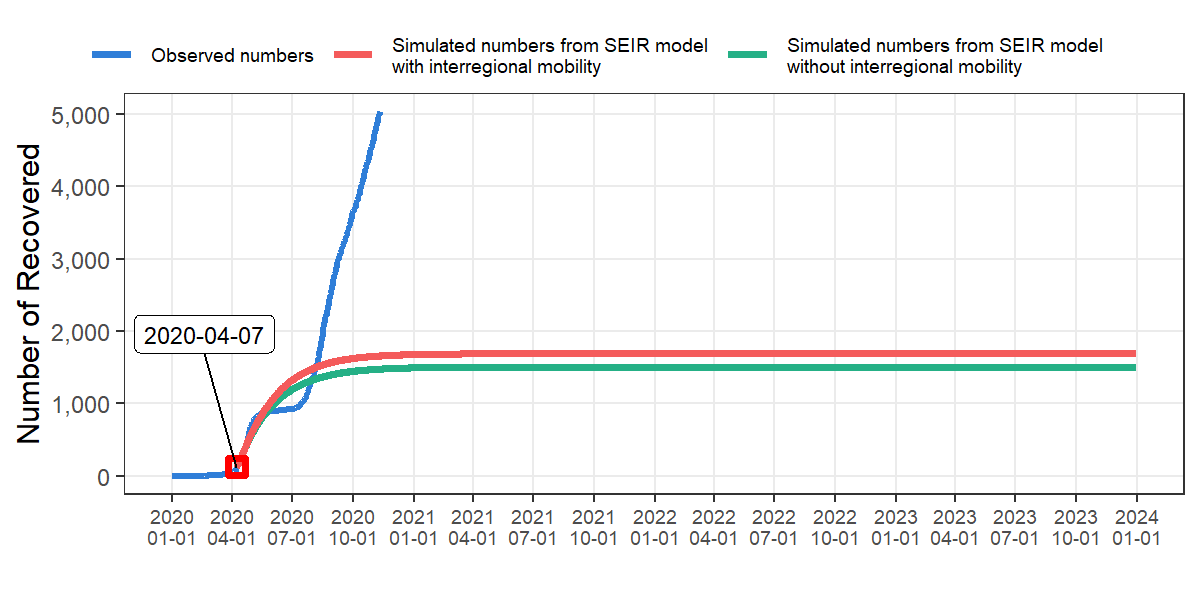 Observed numbers
Simulated numbers from SEIR model
with interregional mobility
Simulated numbers from SEIR model
without interregional mobility
Number of Recovered
5,000
4,000
3,000
2,000
1,000
0
2020-04-07
2020 2020 2020 2020 2021 2021 2021 2021 2022 2022 2022 2022 2023 2023 2023 2023 2024
01-01 04-01 07-01 10-01 01-01 04-01 07-01 10-01 01-01 04-01 07-01 10-01 01-01 04-01 07-01 10-01 01-01